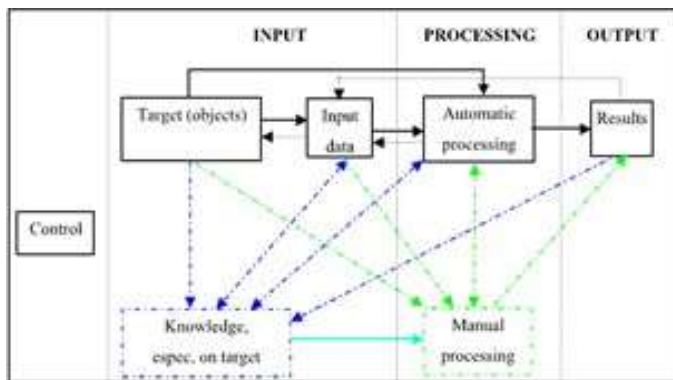 INPUT
PROCESSING
OUTPUT
Target (objects)
Input
data
Automatic
processing
Results
Control
Knowledge,
espec. on target
Manual
processing